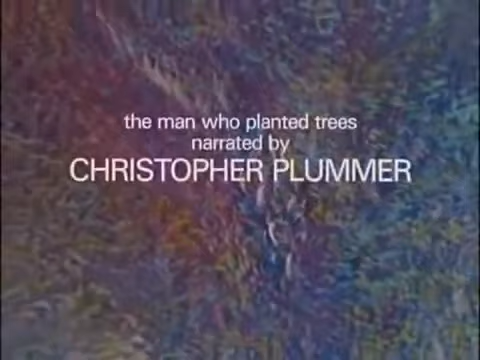 the man who planted trees
narrated by
CHRISTOPHER PLUMMER